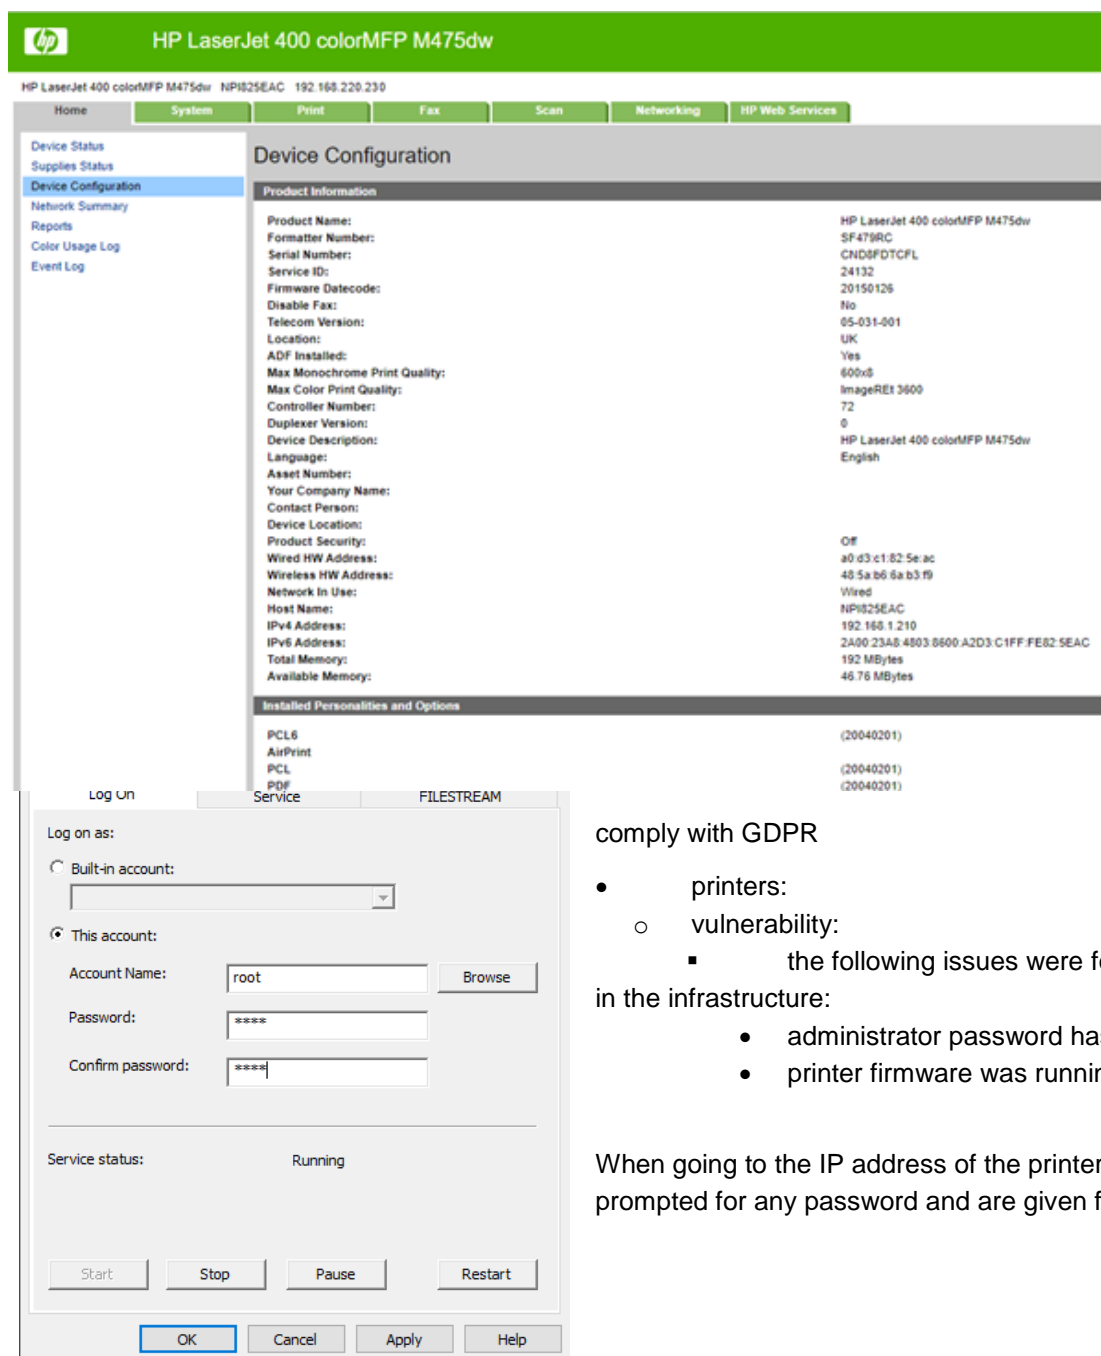 hp
HP LaserJet 400 colorMFP M475dw
HP LaserJet 400 colorMFP M475dw NPI825EAC 192.168.220.230
Home System Print Fax Scan Networking HP Web Services
Device Status
Supplies Status
Device Configuration
Network Summary
Reports
Color Usage Log
Event Log
Device Configuration
Product Information
Product Name: HP LaserJet 400 colorMFP M475dw
Formatter Number: SF479RC
Serial Number: CND8FDTCFL
Service ID: 24132
Firmware Datecode: 20150126
Disable Fax: No
Telecom Version: 05-031-001
Location: UK
ADF Installed: Yes
Max Monochrome Print Quality: 600x8
Max Color Print Quality: ImageREt 3600
Controller Number: 72
Duplexer Version: 0
Device Description: HP LaserJet 400 colorMFP M475dw
Language: English
Asset Number:
Your Company Name:
Contact Person:
Device Location:
Product Security: Off
Wired HW Address: a0:d3:c1:82:5e:ac
Wireless HW Address: 48:5a:b6:6a:b3:f9
Network In Use: Wired
Host Name: NPI825EAC
IPv4 Address: 192.168.1.210
IPv6 Address: 2A00:23A8:4803:8600:A2D3:C1FF:FE82:5EAC
Total Memory: 192 MBytes
Available Memory: 46.76 MBytes
Installed Personalities and Options
PCL6 (20040201)
AirPrint
PCL (20040201)
PDF (20040201)
Log On Service FILESTREAM
Log on as:
Built-in account:
This account:
Account Name: root Browse
Password: ****
Confirm password: ****
Service status: Running
Start Stop Pause Restart
OK Cancel Apply Help
comply with GDPR
• printers:
o vulnerability:
▪ the following issues were
in the infrastructure:
• administrator password
• printer firmware was
When going to the IP address of the printer
prompted for any password and are given